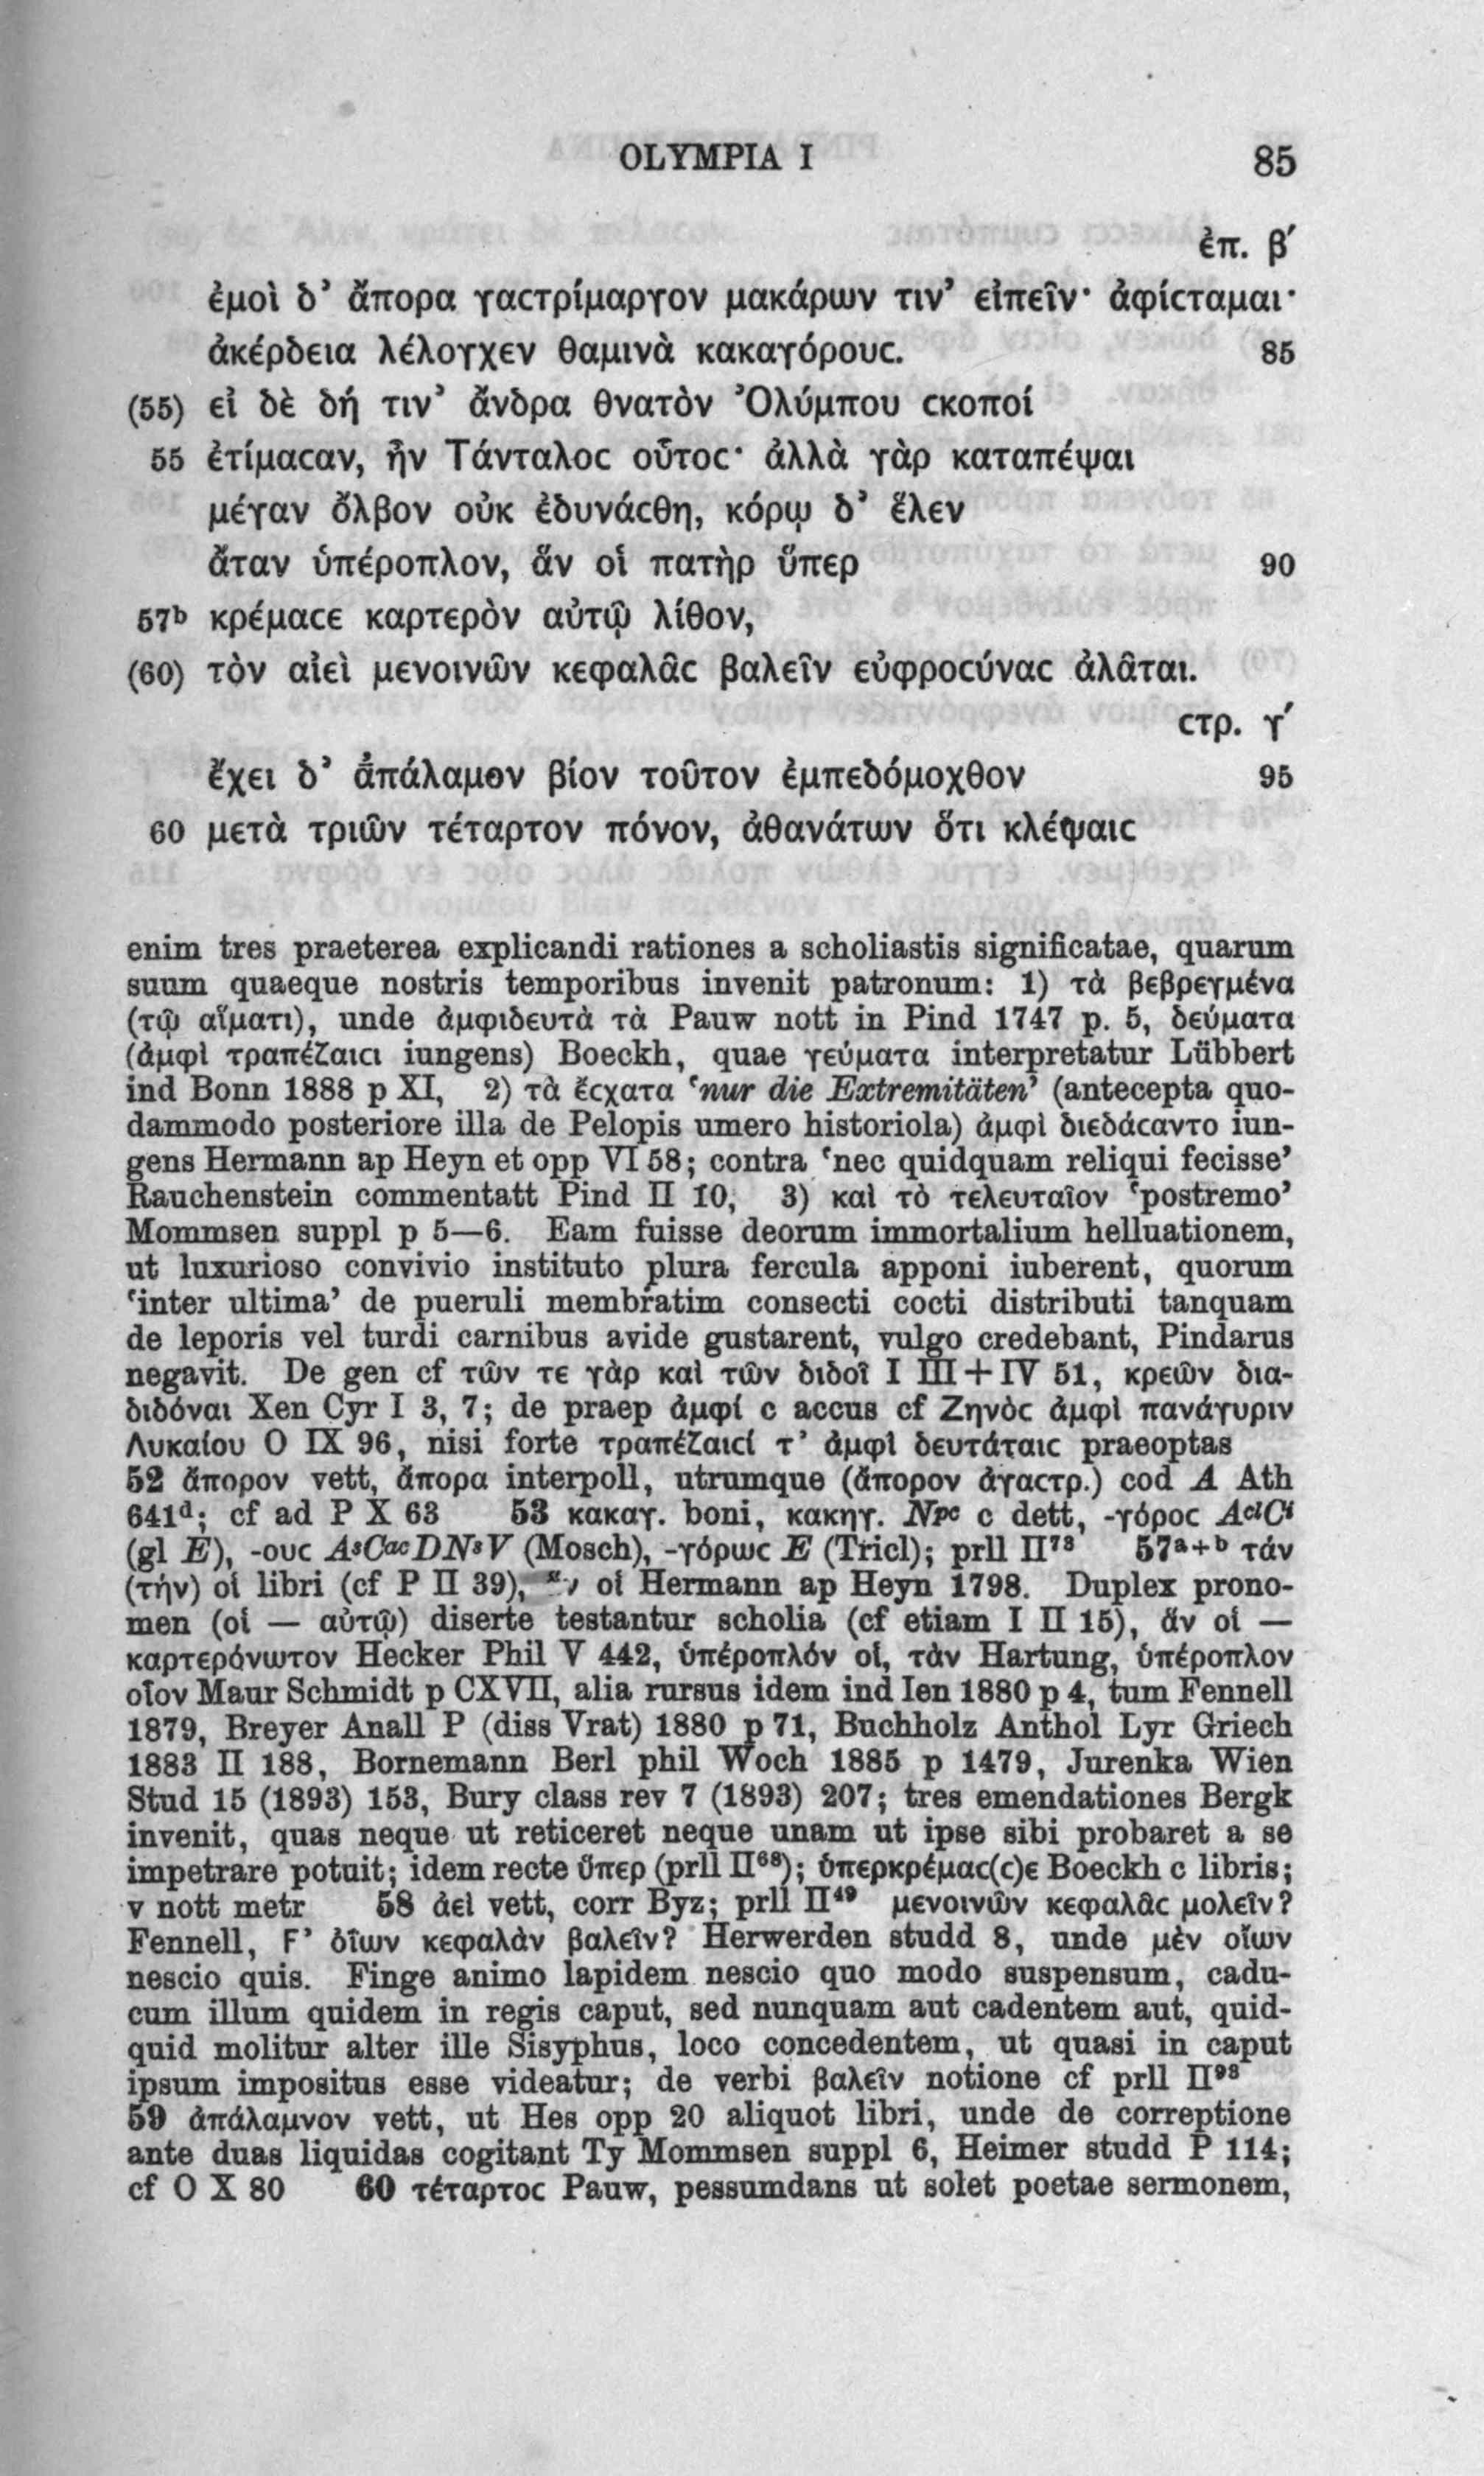 OLYMPIA I 85
ἐπ. β′
ἐμοὶ δ’ ἄπορα γαϲτρίμαργον μακάρων τιν’ εἰπεῖν· ἀφίϲταμαι·
ἀκέρδεια λέλογχεν θαμινὰ κακαγόρουϲ. 85
(55) εἰ δὲ δή τιν’ ἄνδρα θνατὸν Ὀλύμπου ϲκοποί
55 ἐτίμαϲαν, ἦν Τάνταλοϲ οὗτοϲ· ἀλλὰ γὰρ καταπέψαι
μέγαν ὄλβον οὐκ ἐδυνάϲθη, κόρῳ δ’ ἕλεν
ἄταν ὑπέροπλον, ἅν οἱ πατὴρ ὕπερ 90
57ᵇ κρέμαϲε καρτερὸν αὐτῷ λίθον,
(60) τὸν αἰεὶ μενοινῶν κεφαλᾶϲ βαλεῖν εὐφροϲύναϲ ἀλᾶται.
ϲτρ. γ′
ἔχει δ’ ἀπάλαμον βίον τοῦτον ἐμπεδόμοχθον 95
60 μετὰ τριῶν τέταρτον πόνον, ἀθανάτων ὅτι κλέψαιϲ
enim tres praeterea explicandi rationes a scholiastis significatae, quarum
suum quaeque nostris temporibus invenit patronum: 1) τὰ βεβρεγμένα
(τῷ αἵματι), unde ἀμφιδευτὰ τὰ Pauw nott in Pind 1747 p. 5, δεύματα
(ἀμφὶ τραπέζαιϲι iungens) Boeckh, quae γεύματα interpretatur Lübbert
ind Bonn 1888 p XI, 2) τὰ ἔϲχατα ‘nur die Extremitäten’ (antecepta quo-
dammodo posteriore illa de Pelopis umero historiola) ἀμφὶ διεδάϲαντο iun-
gens Hermann ap Heyn et opp VI 58; contra ‘nec quidquam reliqui fecisse’
Rauchenstein commentatt Pind II 10, 3) καὶ τὸ τελευταῖον ‘postremo’
Mommsen suppl p 5—6. Eam fuisse deorum immortalium helluationem,
ut luxurioso convivio instituto plura fercula apponi iuberent, quorum
‘inter ultima’ de pueruli membratim consecti cocti distributi tanquam
de leporis vel turdi carnibus avide gustarent, vulgo credebant, Pindarus
negavit. De gen cf τῶν τε γὰρ καὶ τῶν διδοῖ I III+IV 51, κρεῶν δια-
διδόναι Xen Cyr I 3, 7; de praep ἀμφί c accus cf Ζηνὸϲ ἀμφὶ πανάγυριν
Λυκαίου O IX 96, nisi forte τραπέζαιϲί τ’ ἀμφὶ δευτάταιϲ praeoptas
52 ἄπορον vett, ἄπορα interpoll, utrumque (ἄπορον ἀγαϲτρ.) cod A Ath
641ᵈ; cf ad P X 63 53 κακαγ. boni, κακηγ. Nᵖᶜ c dett, -γόροϲ AᵃˡCⁱ
(gl E), -ουϲ AˢCᵃᶜDNˢV (Mosch), -γόρωϲ E (Tricl); prll II⁷³ 57ᵃ⁺ᵇ τάν
(τήν) οἱ libri (cf P II 39), οἱ Hermann ap Heyn 1798. Duplex prono-
men (οἱ — αὐτῷ) diserte testantur scholia (cf etiam I II 15), ἅν οἱ —
καρτερόνωτον Hecker Phil V 442, ὑπέροπλόν οἱ, τὰν Hartung, ὑπέροπλον
οἷον Maur Schmidt p CXVII, alia rursus idem ind Ien 1880 p 4, tum Fennell
1879, Breyer Anall P (diss Vrat) 1880 p 71, Buchholz Anthol Lyr Griech
1883 II 188, Bornemann Berl phil Woch 1885 p 1479, Jurenka Wien
Stud 15 (1893) 153, Bury class rev 7 (1893) 207; tres emendationes Bergk
invenit, quas neque ut reticeret neque unam ut ipse sibi probaret a se
impetrare potuit; idem recte ὕπερ (prll II⁶⁸); ὑπερκρέμαϲ(ϲ)ε Boeckh c libris;
v nott metr 58 ἀεὶ vett, corr Byz; prll II⁴⁹ μενοινῶν κεφαλᾶϲ μολεῖν?
Fennell, ϝ’ ὀΐων κεφαλὰν βαλεῖν? Herwerden studd 8, unde μὲν οἴων
nescio quis. Finge animo lapidem nescio quo modo suspensum, cadu-
cum illum quidem in regis caput, sed nunquam aut cadentem aut, quid-
quid molitur alter ille Sisyphus, loco concedentem, ut quasi in caput
ipsum impositus esse videatur; de verbi βαλεῖν notione cf prll II⁹³
59 ἀπάλαμνον vett, ut Hes opp 20 aliquot libri, unde de correptione
ante duas liquidas cogitant Ty Mommsen suppl 6, Heimer studd P 114;
cf O X 80 60 τέταρτοϲ Pauw, pessumdans ut solet poetae sermonem,